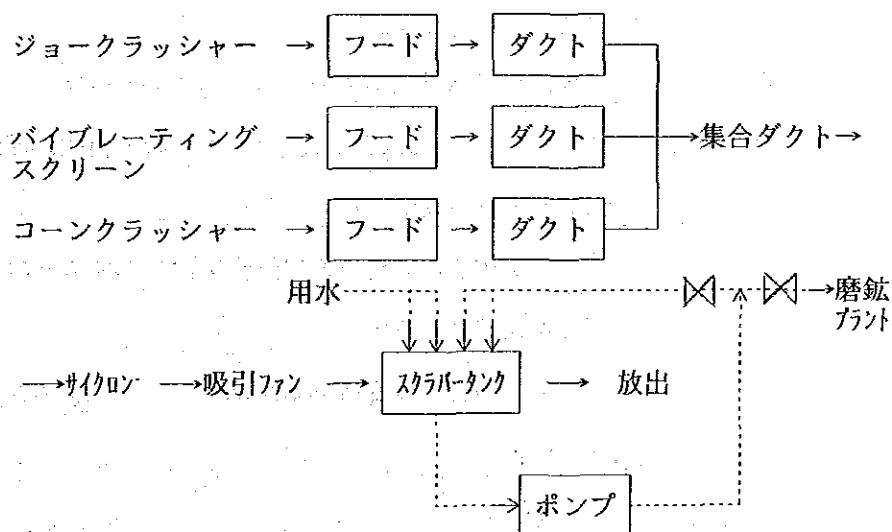 ジョークラッシャー → フード → ダクト
バイブレーティング → フード → ダクト → 集合ダクト →
スクリーン
コーンクラッシャー → フード → ダクト
用水
磨鉱
プラント
→ サイクロン → 吸引ファン → スクラバータンク → 放出
ポンプ